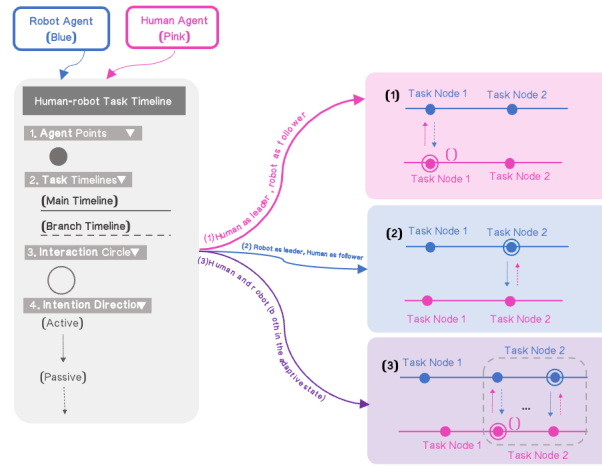 Robot Agent
(Blue)
Human Agent
(Pink)
Human-robot Task Timeline
1. Agent Points ▼
2. Task Timelines▼
(Main Timeline)
(Branch Timeline)
3. Interaction Circle▼
4. Intention Direction▼
(Active)
(Passive)
(1)Human as leader, robot as follower
(2) Robot as leader, Human as follower
(3)Human and robot(both in the adaptive state)
(1)
Task Node 1
Task Node 2
( )
Task Node 1
Task Node 2
(2)
Task Node 1
Task Node 2
Task Node 1
Task Node 2
(3)
Task Node 1
Task Node 2
...
( )
Task Node 1
Task Node 2